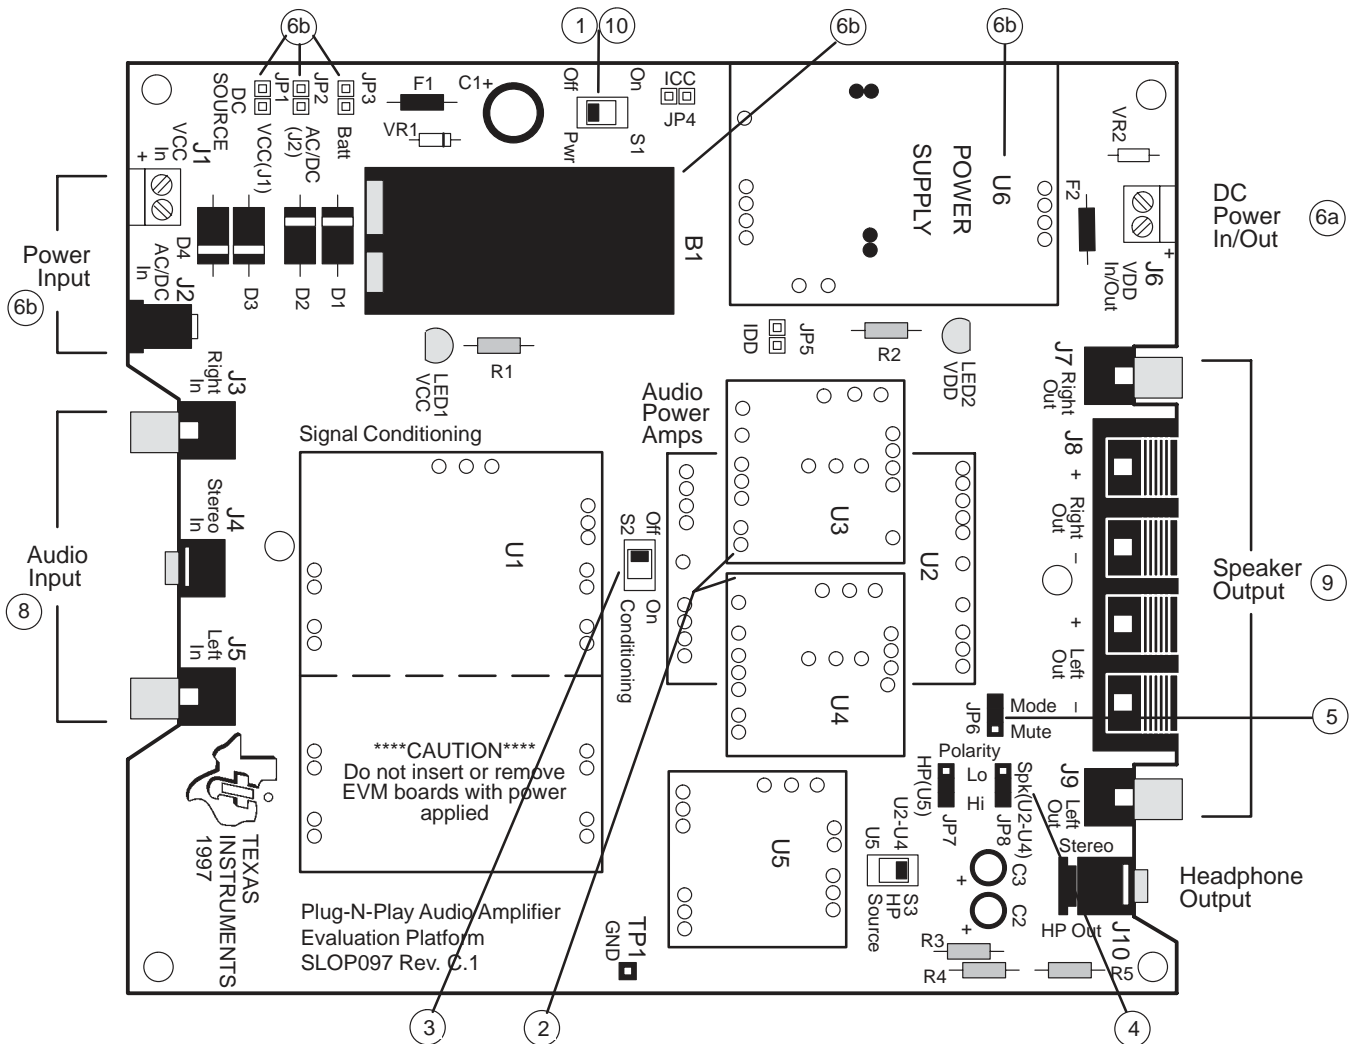 6b
1
10
6b
6b
DC
SOURCE
JP1
VCC(J1)
JP2
AC/DC
(J2)
JP3
Batt
F1
VR1
C1+
Off
On
Pwr
S1
ICC
JP4
U6
POWER
SUPPLY
VR2
F2
J6
VDD
In/Out
+
DC
Power
In/Out
6a
J1
VCC
In
+
Power
Input
6b
J2
AC/DC
In
D4
D3
D2
D1
B1
LED1
VCC
R1
IDD
JP5
R2
LED2
VDD
J3
Right
In
J7
Right
Out
Signal Conditioning
Audio
Power
Amps
J8
+
Right
Out
–
+
Left
Out
–
J4
Stereo
In
Audio
Input
8
J5
Left
In
U1
S2
Off
On
Conditioning
U3
U2
U4
Speaker
Output
9
JP6
Mode
Mute
5
****CAUTION****
Do not insert or remove
EVM boards with power
applied
Polarity
HP(U5)
Lo
Hi
Spk(U2-U4)
JP7
JP8
J9
Left
Out
TEXAS
INSTRUMENTS
1997
U5
U5
U2-U4
S3
HP
Source
+
C3
C2
+
Stereo
HP Out
J10
Headphone
Output
Plug-N-Play Audio Amplifier
Evaluation Platform
SLOP097 Rev. C.1
TP1
GND
R3
R4
R5
3
2
4